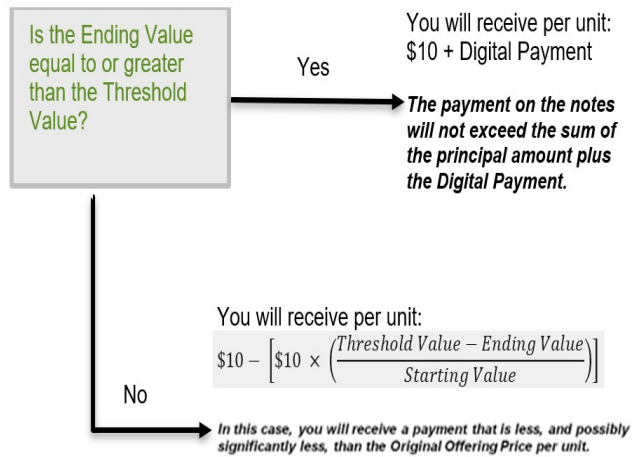 Is the Ending Value
equal to or greater
than the Threshold
Value?
Yes
You will receive per unit:
$10 + Digital Payment
The payment on the notes
will not exceed the sum of
the principal amount plus
the Digital Payment.
You will receive per unit:
$10 − [$10 × (Threshold Value − Ending Value / Starting Value)]
No
In this case, you will receive a payment that is less, and possibly
significantly less, than the Original Offering Price per unit.